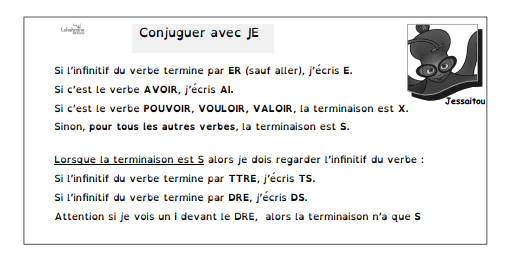 Conjuguer avec JE
Si l'infinitif du verbe termine par ER (sauf aller), j'écris E.
Si c'est le verbe AVOIR, j'écris AI.
Si c'est le verbe POUVOIR, VOULOIR, VALOIR, la terminaison est X.
Sinon, pour tous les autres verbes, la terminaison est S.
Jessaitou
Lorsque la terminaison est S alors je dois regarder l'infinitif du verbe :
Si l'infinitif du verbe termine par TTRE, j'écris TS.
Si l'infinitif du verbe termine par DRE, j'écris DS.
Attention si je vois un i devant le DRE, alors la terminaison n'a que S